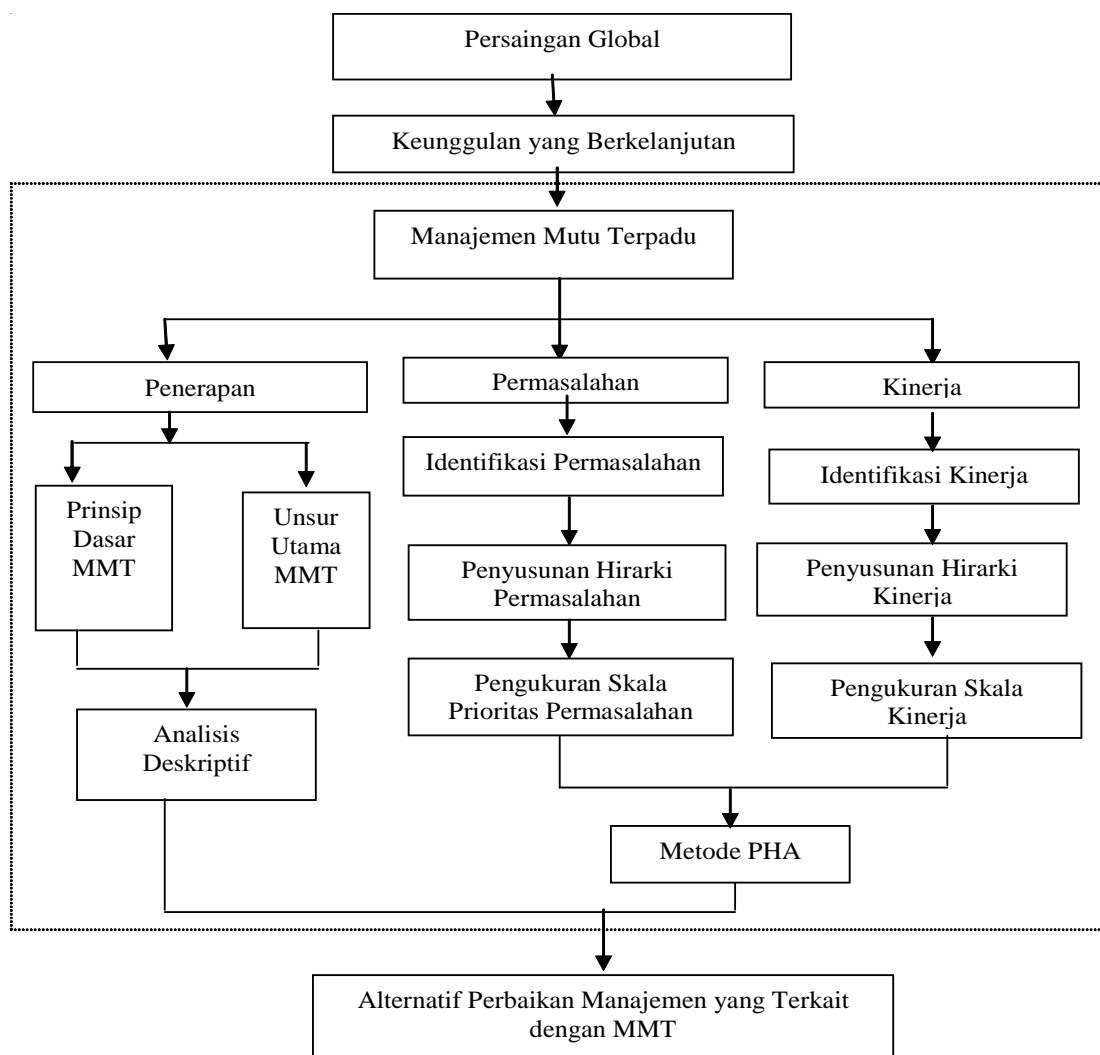 Persaingan Global
Keunggulan yang Berkelanjutan
Manajemen Mutu Terpadu
Penerapan
Permasalahan
Kinerja
Identifikasi Permasalahan
Identifikasi Kinerja
Prinsip
Dasar
MMT
Unsur
Utama
MMT
Penyusunan Hirarki
Permasalahan
Penyusunan Hirarki
Kinerja
Pengukuran Skala
Prioritas Permasalahan
Pengukuran Skala
Kinerja
Analisis
Deskriptif
Metode PHA
Alternatif Perbaikan Manajemen yang Terkait
dengan MMT